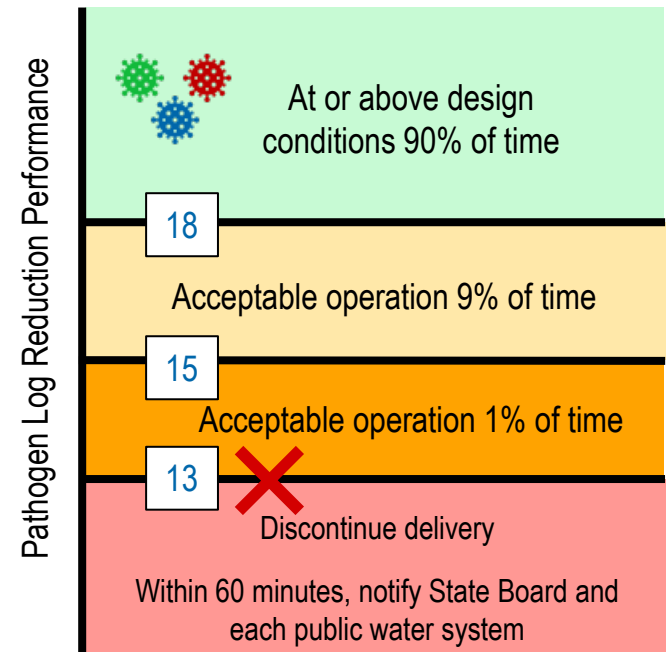 Pathogen Log Reduction Performance
At or above design
conditions 90% of time
18
Acceptable operation 9% of time
15
Acceptable operation 1% of time
13
Discontinue delivery
Within 60 minutes, notify State Board and
each public water system